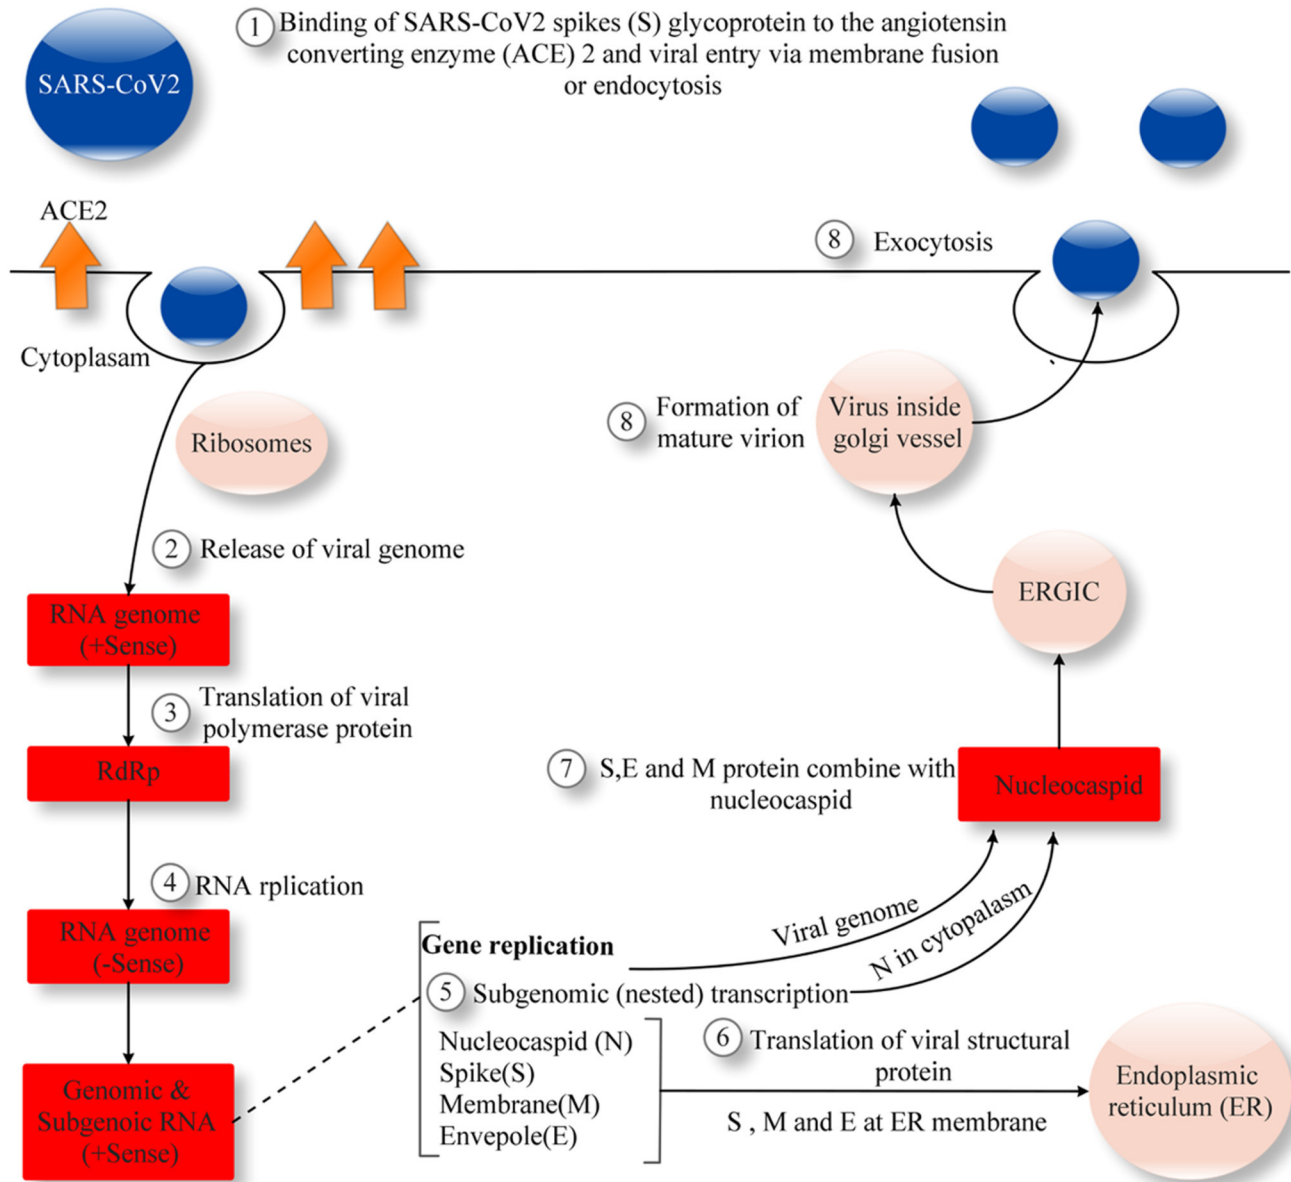 1 Binding of SARS-CoV2 spikes (S) glycoprotein to the angiotensin
converting enzyme (ACE) 2 and viral entry via membrane fusion
or endocytosis
SARS-CoV2
ACE2
8 Exocytosis
Cytoplasam
Ribosomes
8 Formation of
mature virion
Virus inside
golgi vessel
2 Release of viral genome
RNA genome
(+Sense)
ERGIC
3 Translation of viral
polymerase protein
RdRp
7 S,E and M protein combine with
nucleocaspid
Nucleocaspid
4 RNA rplication
RNA genome
(-Sense)
Viral genome
N in cytopalasm
Gene replication
5 Subgenomic (nested) transcription
Nucleocaspid (N)
Spike(S)
Membrane(M)
Envepole(E)
6 Translation of viral structural
protein
S , M and E at ER membrane
Endoplasmic
reticulum (ER)
Genomic &
Subgenoic RNA
(+Sense)